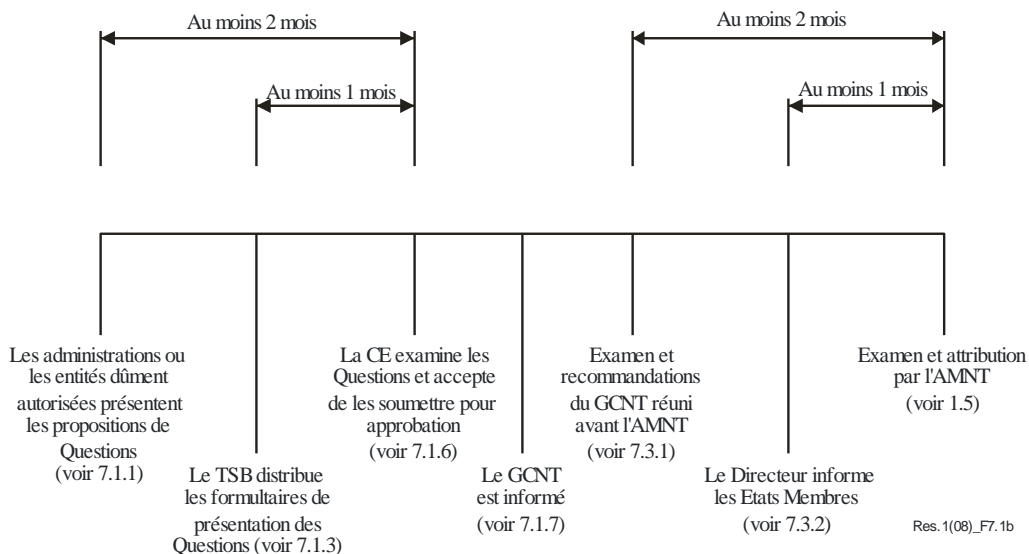 Au moins 2 mois
Au moins 2 mois
Au moins 1 mois
Au moins 1 mois
Les administrations ou
les entités dûment
autorisées présentent
les propositions de
Questions
(voir 7.1.1)
Le TSB distribue
les formultaires de
présentation des
Questions (voir 7.1.3)
La CE examine les
Questions et accepte
de les soumettre pour
approbation
(voir 7.1.6)
Le GCNT
est informé
(voir 7.1.7)
Examen et
recommandations
du GCNT réuni
avant l'AMNT
(voir 7.3.1)
Le Directeur informe
les Etats Membres
(voir 7.3.2)
Examen et attribution
par l'AMNT
(voir 1.5)
Res.1(08)_F7.1b